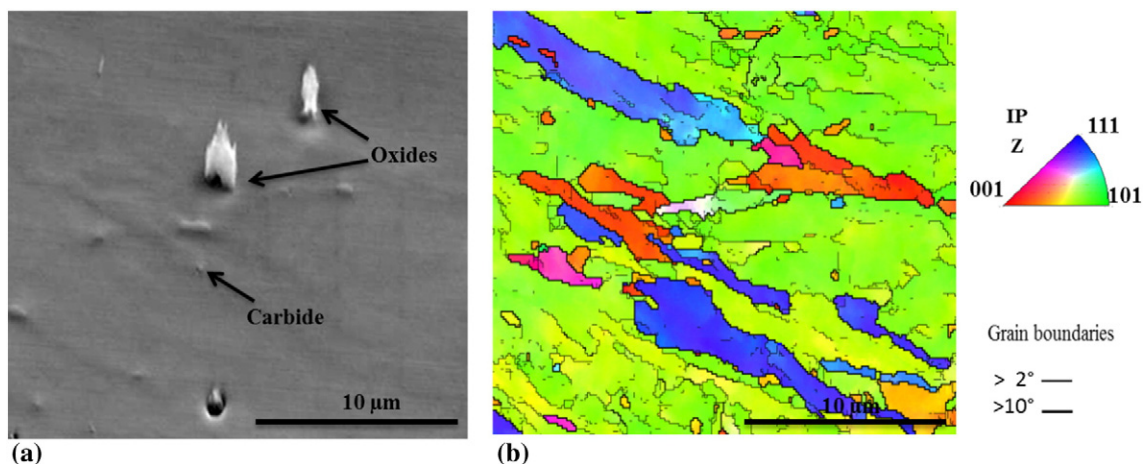 Oxides
Carbide
10 µm
(a)
10 µm
(b)
IP
Z
111
001
101
Grain boundaries
> 2°
>10°